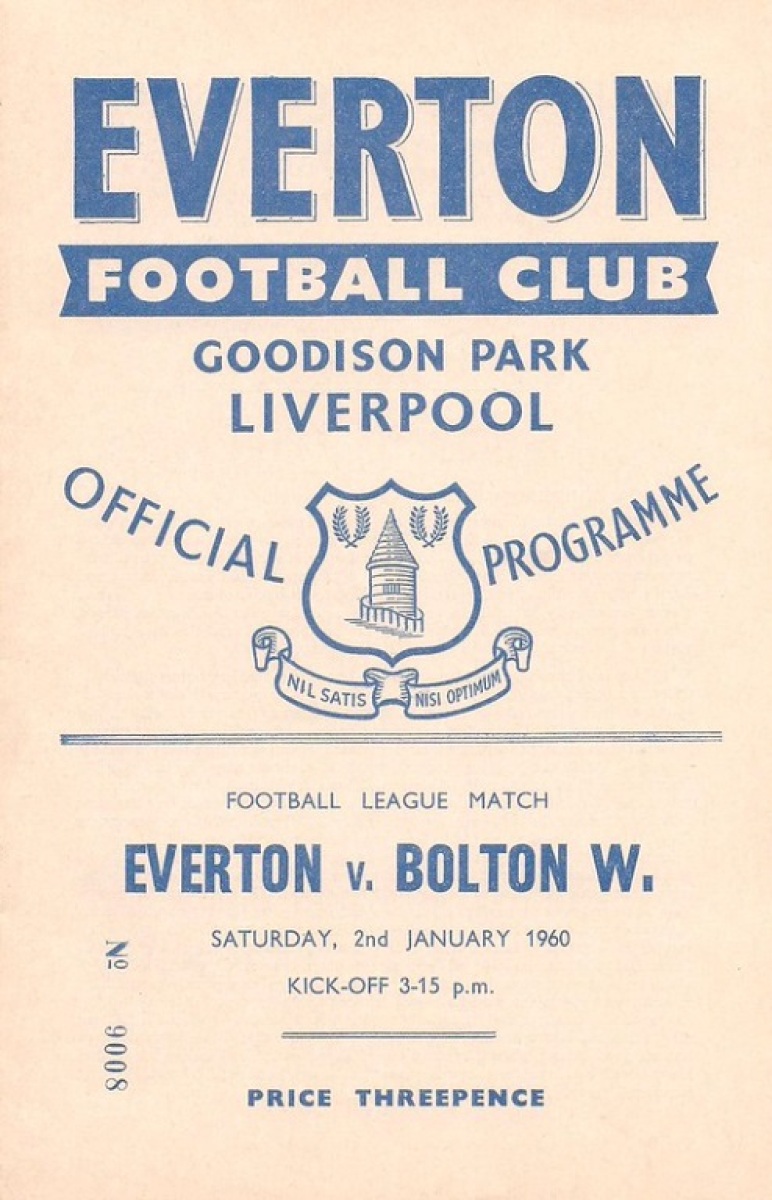 EVERTON
FOOTBALL CLUB
GOODISON PARK
LIVERPOOL
OFFICIAL PROGRAMME
NIL SATIS NISI OPTIMUM
FOOTBALL LEAGUE MATCH
EVERTON v. BOLTON W.
SATURDAY, 2nd JANUARY 1960
KICK-OFF 3-15 p.m.
Nº 9008
PRICE THREEPENCE